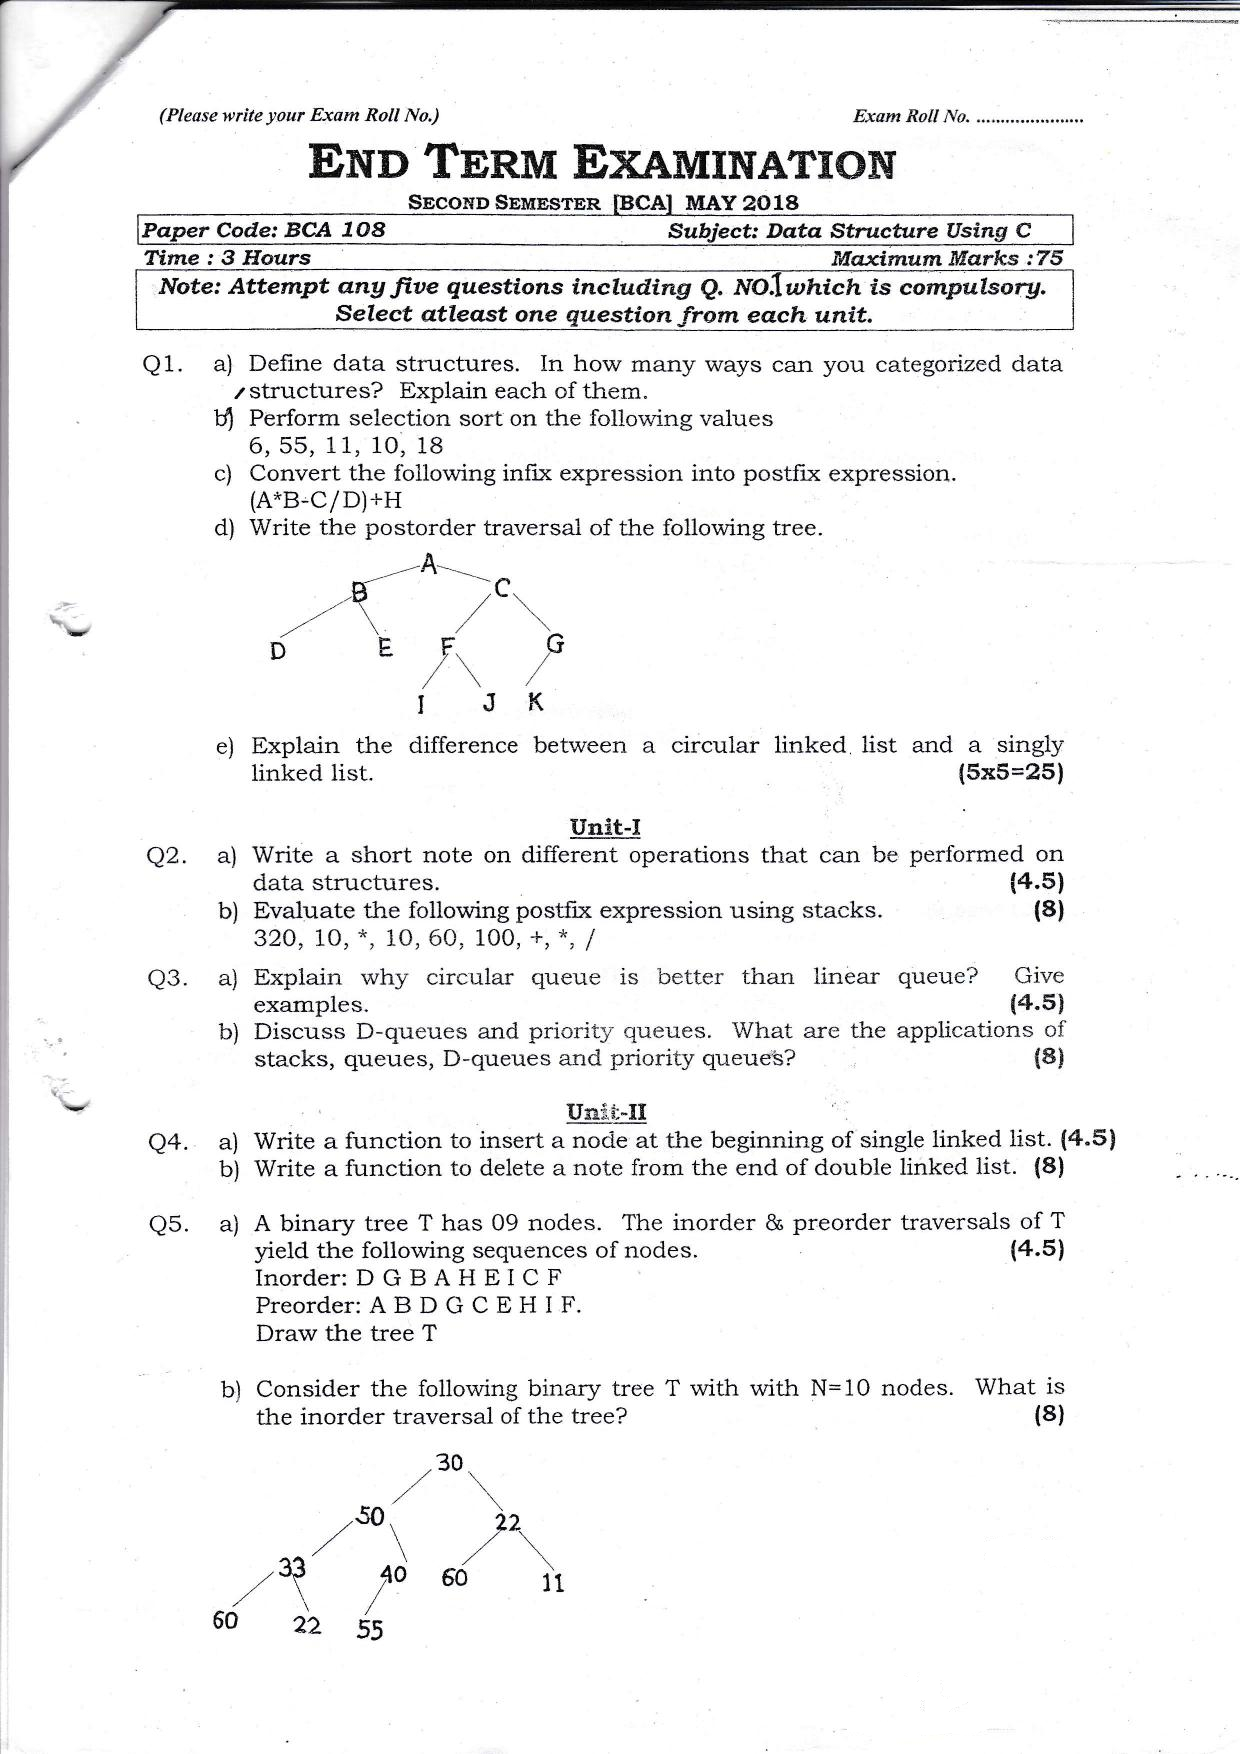 (Please write your Exam Roll No.) Exam Roll No. ......................
END TERM EXAMINATION
SECOND SEMESTER [BCA] MAY 2018
Paper Code: BCA 108 Subject: Data Structure Using C
Time : 3 Hours Maximum Marks :75
Note: Attempt any five questions including Q. NO.1 which is compulsory.
Select atleast one question from each unit.
Q1. a) Define data structures. In how many ways can you categorized data
structures? Explain each of them.
b) Perform selection sort on the following values
6, 55, 11, 10, 18
c) Convert the following infix expression into postfix expression.
(A*B-C/D)+H
d) Write the postorder traversal of the following tree.
A
B C
D E F G
I J K
e) Explain the difference between a circular linked list and a singly
linked list. (5x5=25)
Unit-I
Q2. a) Write a short note on different operations that can be performed on
data structures. (4.5)
b) Evaluate the following postfix expression using stacks. (8)
320, 10, *, 10, 60, 100, +, *, /
Q3. a) Explain why circular queue is better than linear queue? Give
examples. (4.5)
b) Discuss D-queues and priority queues. What are the applications of
stacks, queues, D-queues and priority queues? (8)
Unit-II
Q4. a) Write a function to insert a node at the beginning of single linked list. (4.5)
b) Write a function to delete a note from the end of double linked list. (8)
Q5. a) A binary tree T has 09 nodes. The inorder & preorder traversals of T
yield the following sequences of nodes. (4.5)
Inorder: D G B A H E I C F
Preorder: A B D G C E H I F.
Draw the tree T
b) Consider the following binary tree T with with N=10 nodes. What is
the inorder traversal of the tree? (8)
30
50 22
33 40 60 11
60 22 55